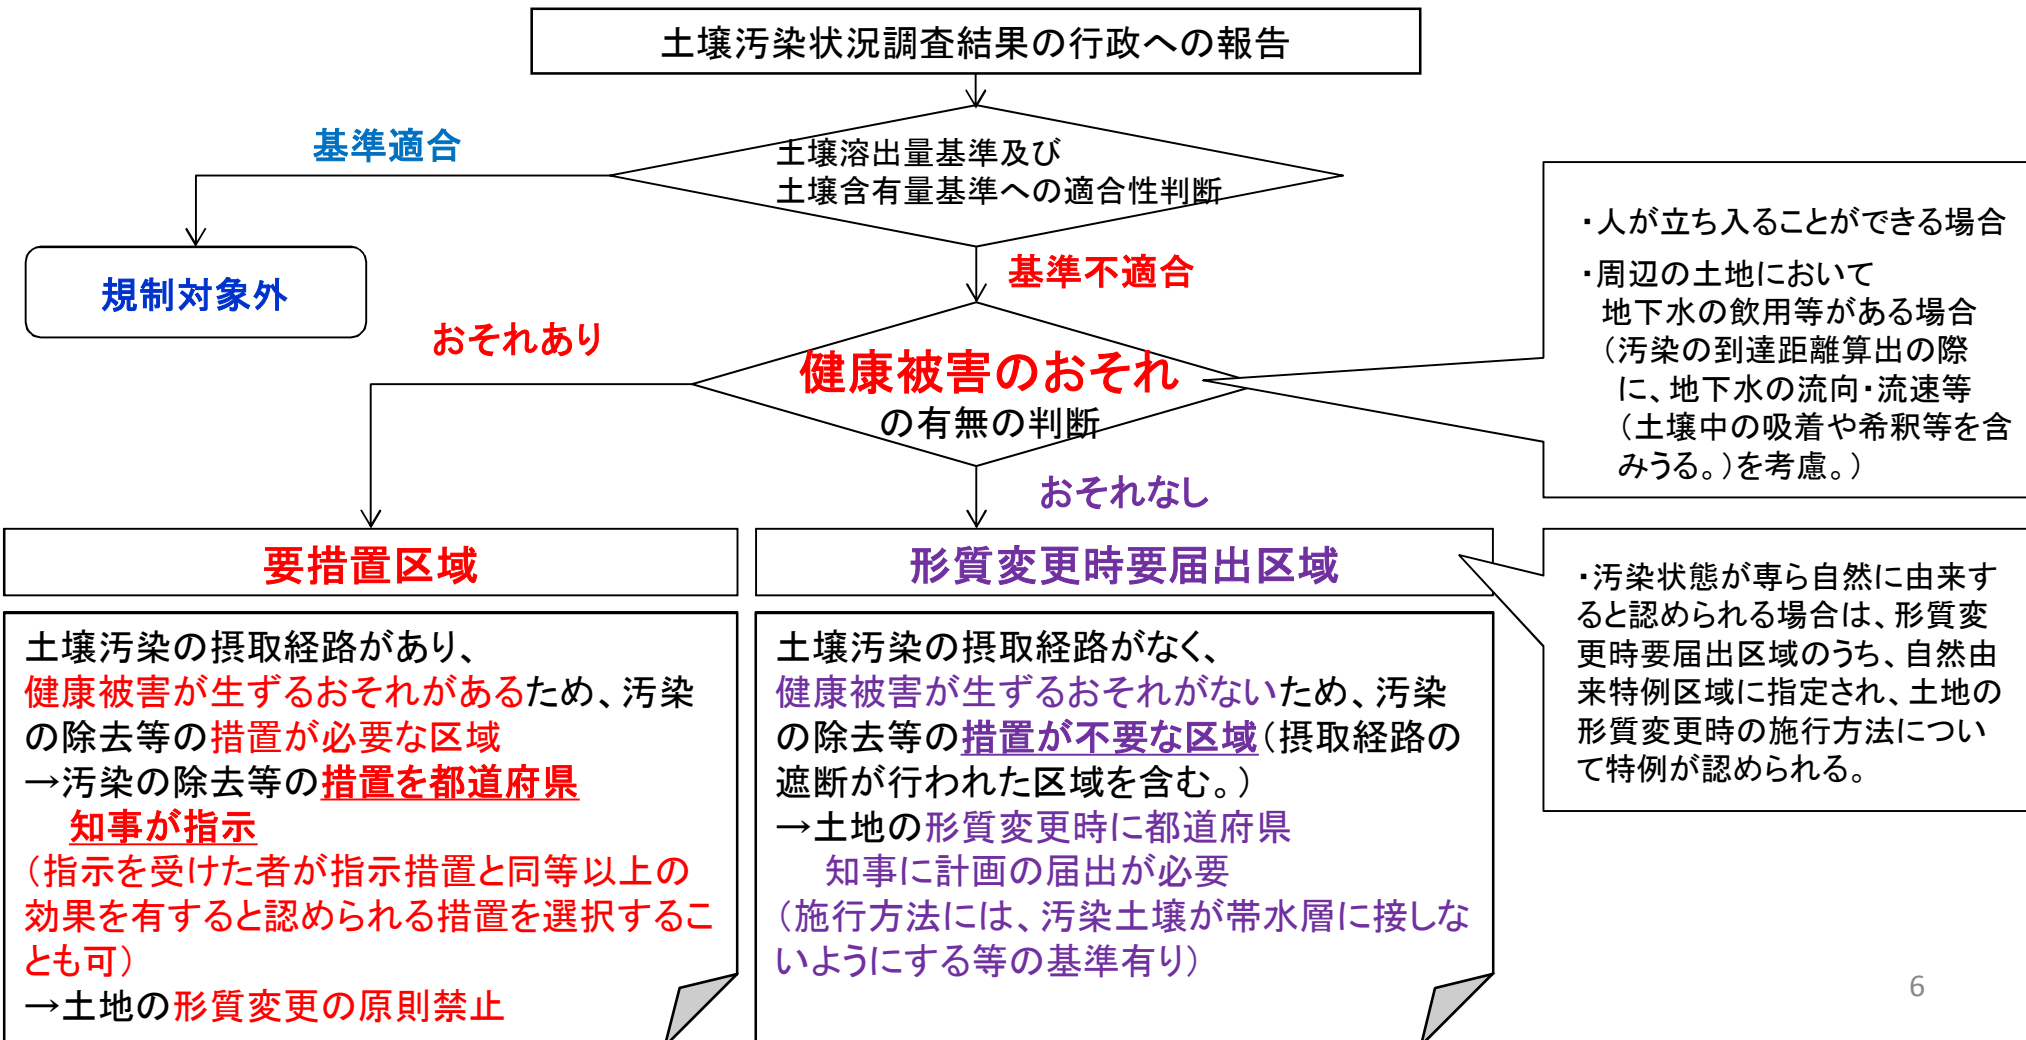 土壌汚染状況調査結果の行政への報告
基準適合
土壌溶出量基準及び
土壌含有量基準への適合性判断
規制対象外
基準不適合
おそれあり
健康被害のおそれ
の有無の判断
おそれなし
・人が立ち入ることができる場合
・周辺の土地において
地下水の飲用等がある場合
（汚染の到達距離算出の際
に、地下水の流向・流速等
（土壌中の吸着や希釈等を含
みうる。）を考慮。）
要措置区域
土壌汚染の摂取経路があり、
健康被害が生ずるおそれがあるため、汚染
の除去等の措置が必要な区域
→汚染の除去等の措置を都道府県
知事が指示
（指示を受けた者が指示措置と同等以上の
効果を有すると認められる措置を選択するこ
とも可）
→土地の形質変更の原則禁止
形質変更時要届出区域
土壌汚染の摂取経路がなく、
健康被害が生ずるおそれがないため、汚染
の除去等の措置が不要な区域（摂取経路の
遮断が行われた区域を含む。）
→土地の形質変更時に都道府県
知事に計画の届出が必要
（施行方法には、汚染土壌が帯水層に接しな
いようにする等の基準有り）
・汚染状態が専ら自然に由来す
ると認められる場合は、形質変
更時要届出区域のうち、自然由
来特例区域に指定され、土地の
形質変更時の施行方法につい
て特例が認められる。
6